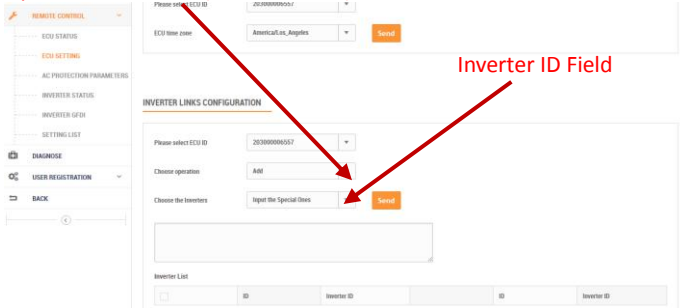 REMOTE CONTROL
ECU STATUS
ECU SETTING
AC PROTECTION PARAMETERS
INVERTER STATUS
INVERTER GFDI
SETTING LIST
DIAGNOSE
USER REGISTRATION
BACK
Please select ECU ID 203000006557
ECU time zone America/Los_Angeles Send
Inverter ID Field
INVERTER LINKS CONFIGURATION
Please select ECU ID 203000006557
Choose operation Add
Choose the Inverters Input the Special Ones Send
Inverter List
ID Inverter ID ID Inverter ID